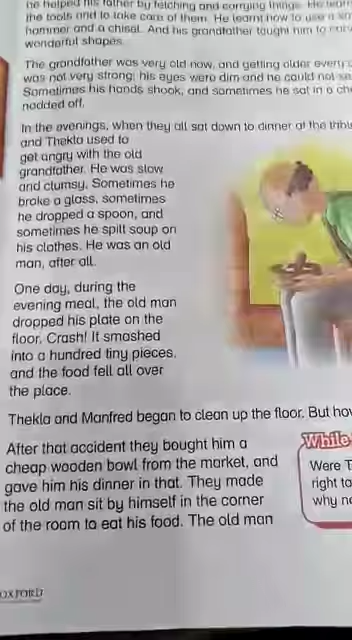 he helped his father by fetching and carrying things. He learnt
the tools and to take care of them. He learnt how to use a
hammer and a chisel. And his grandfather taught him to
wonderful shapes.
The grandfather was very old now, and getting older every
was not very strong; his eyes were dim and he could not
Sometimes his hands shook, and sometimes he sat in a
nodded off.
In the evenings, when they all sat down to dinner at the
and Thekla used to
get angry with the old
grandfather. He was slow
and clumsy. Sometimes he
broke a glass, sometimes
he dropped a spoon, and
sometimes he spilt soup on
his clothes. He was an old
man, after all.
One day, during the
evening meal, the old man
dropped his plate on the
floor. Crash! It smashed
into a hundred tiny pieces,
and the food fell all over
the place.
Thekla and Manfred began to clean up the floor. But
After that accident they bought him a
cheap wooden bowl from the market, and
gave him his dinner in that. They made
the old man sit by himself in the corner
of the room to eat his food. The old man
While
Were T
right to
why
OXFORD